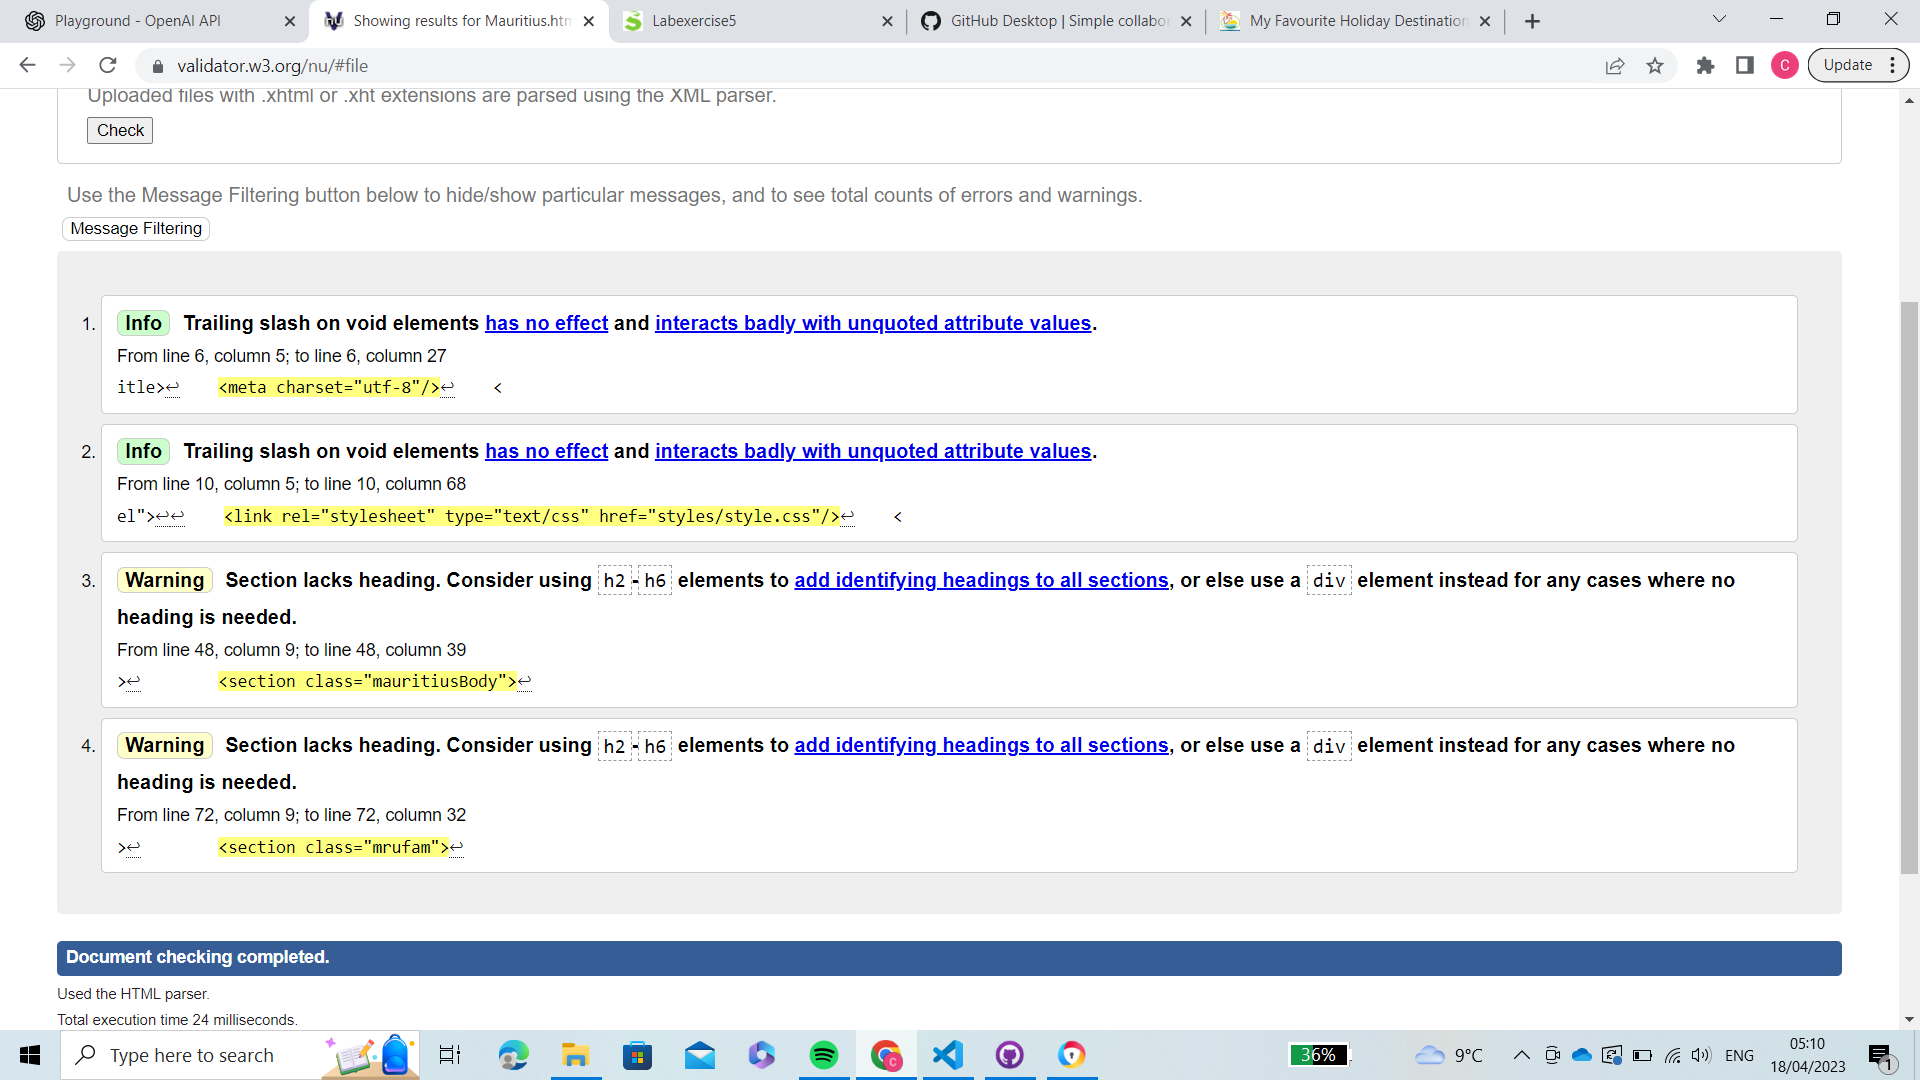 Playground - OpenAI API
Showing results for Mauritius.htm
Labexercise5
GitHub Desktop | Simple collabor
My Favourite Holiday Destination
validator.w3.org/nu/#file
C
Update
Uploaded files with .xhtml or .xht extensions are parsed using the XML parser.
Check
Use the Message Filtering button below to hide/show particular messages, and to see total counts of errors and warnings.
Message Filtering
1. Info Trailing slash on void elements has no effect and interacts badly with unquoted attribute values.
From line 6, column 5; to line 6, column 27
itle>↩ <meta charset="utf-8"/>↩ <
2. Info Trailing slash on void elements has no effect and interacts badly with unquoted attribute values.
From line 10, column 5; to line 10, column 68
el">↩↩ <link rel="stylesheet" type="text/css" href="styles/style.css"/>↩ <
3. Warning Section lacks heading. Consider using h2-h6 elements to add identifying headings to all sections, or else use a div element instead for any cases where no
heading is needed.
From line 48, column 9; to line 48, column 39
>↩ <section class="mauritiusBody">↩
4. Warning Section lacks heading. Consider using h2-h6 elements to add identifying headings to all sections, or else use a div element instead for any cases where no
heading is needed.
From line 72, column 9; to line 72, column 32
>↩ <section class="mrufam">↩
Document checking completed.
Used the HTML parser.
Total execution time 24 milliseconds.
Type here to search
36%
9°C
ENG
05:10
18/04/2023
1